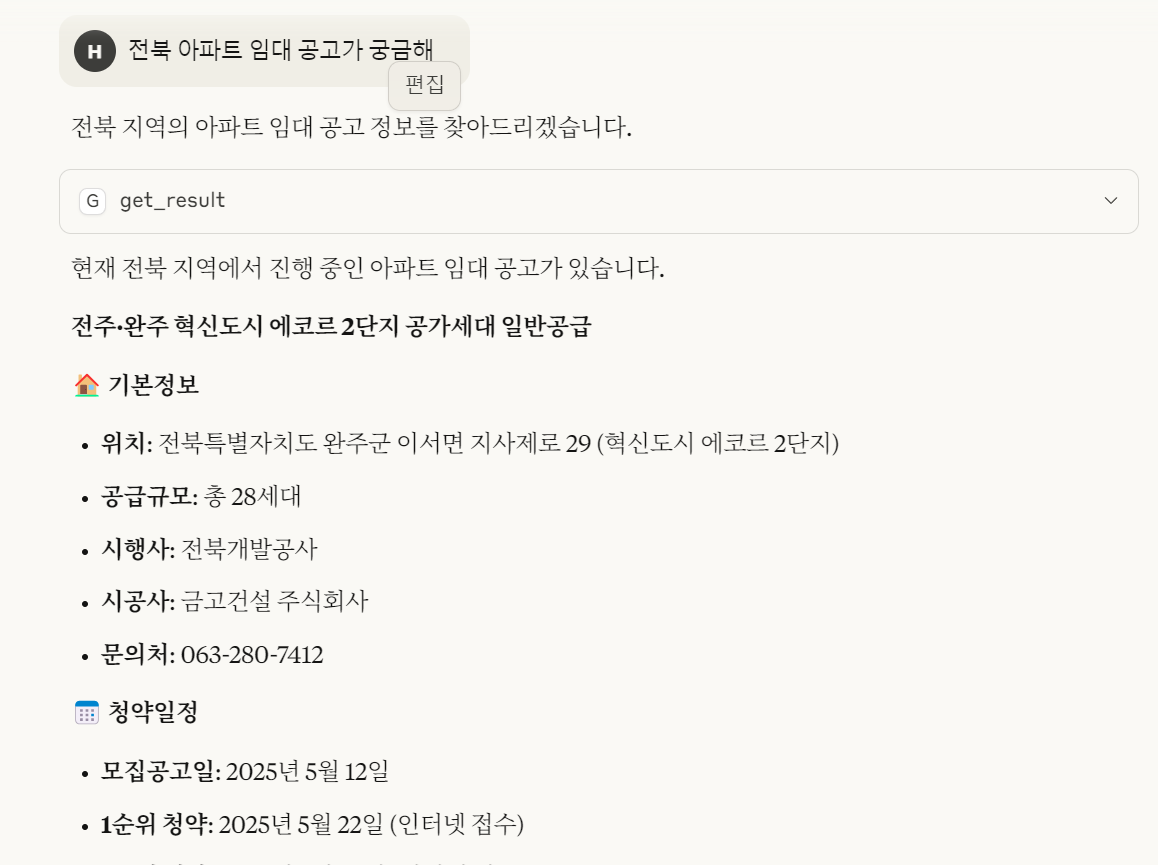 H 전북 아파트 임대 공고가 궁금해
편집
전북 지역의 아파트 임대 공고 정보를 찾아드리겠습니다.
G get_result
현재 전북 지역에서 진행 중인 아파트 임대 공고가 있습니다.
전주·완주 혁신도시 에코르 2단지 공가세대 일반공급
기본정보
• 위치: 전북특별자치도 완주군 이서면 지사제로 29 (혁신도시 에코르 2단지)
• 공급규모: 총 28세대
• 시행사: 전북개발공사
• 시공사: 금고건설 주식회사
• 문의처: 063-280-7412
청약일정
• 모집공고일: 2025년 5월 12일
• 1순위 청약: 2025년 5월 22일 (인터넷 접수)